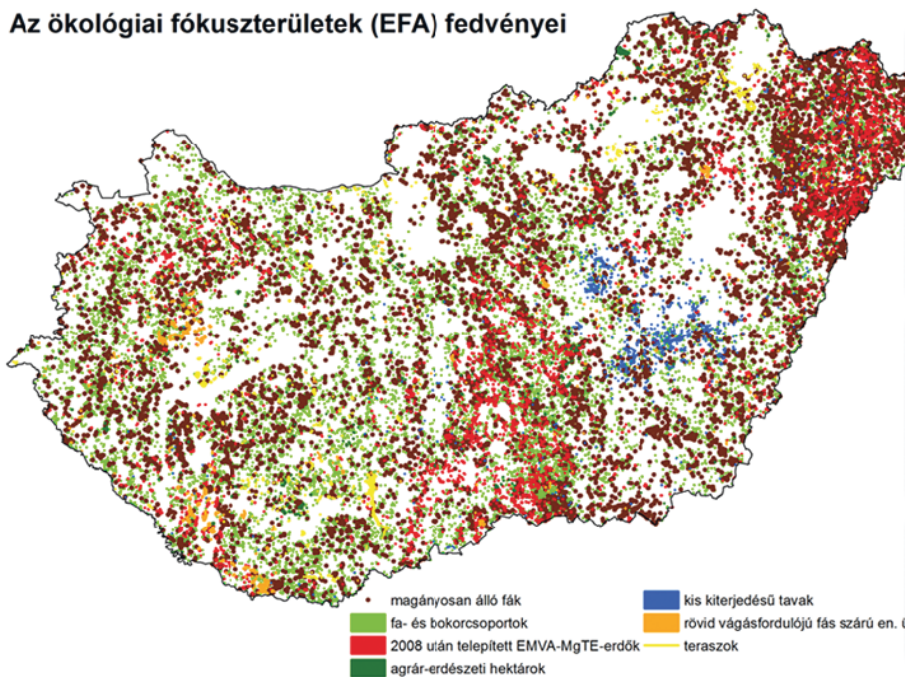 Az ökológiai fókuszterületek (EFA) fedvényei
magányosan álló fák
fa- és bokorcsoportok
2008 után telepített EMVA-MgTE-erdők
agrár-erdészeti hektárok
kis kiterjedésű tavak
rövid vágásfordulójú fás szárú en. ü
teraszok